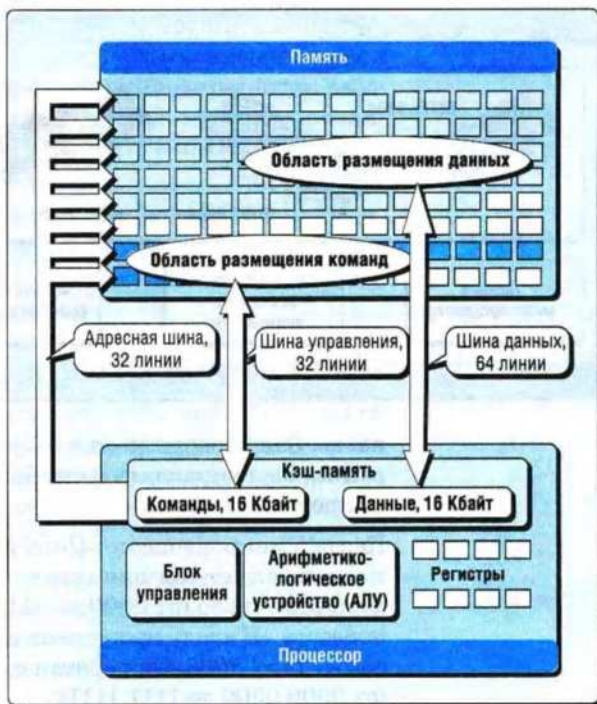 Память
Область размещения данных
Область размещения команд
Адресная шина,
32 линии
Шина управления,
32 линии
Шина данных,
64 линии
Кэш-память
Команды, 16 Кбайт
Данные, 16 Кбайт
Блок
управления
Арифметико-
логическое
устройство (АЛУ)
Регистры
Процессор